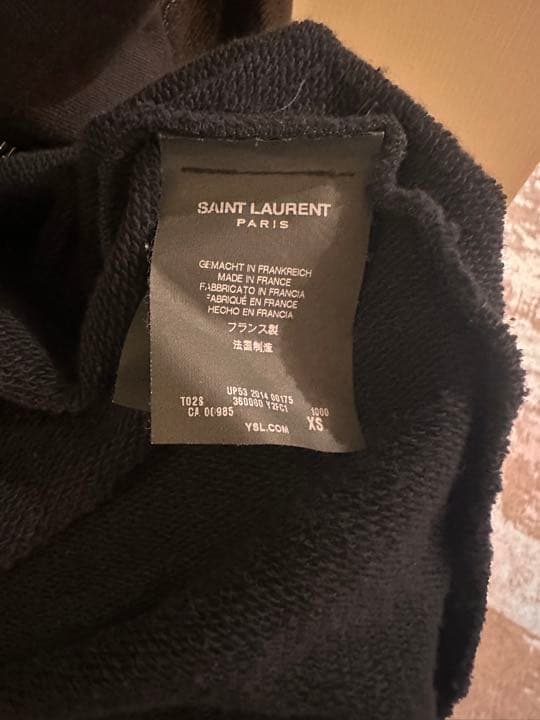 SAINT LAURENT
PARIS
GEMACHT IN FRANKREICH
MADE IN FRANCE
FABBRICATO IN FRANCIA
FABRIQUÉ EN FRANCE
HECHO EN FRANCIA
フランス製
法国制造
UP53 2014 00175
T02S 360080 Y2FC1 1000
CA 00985 XS
YSL.COM